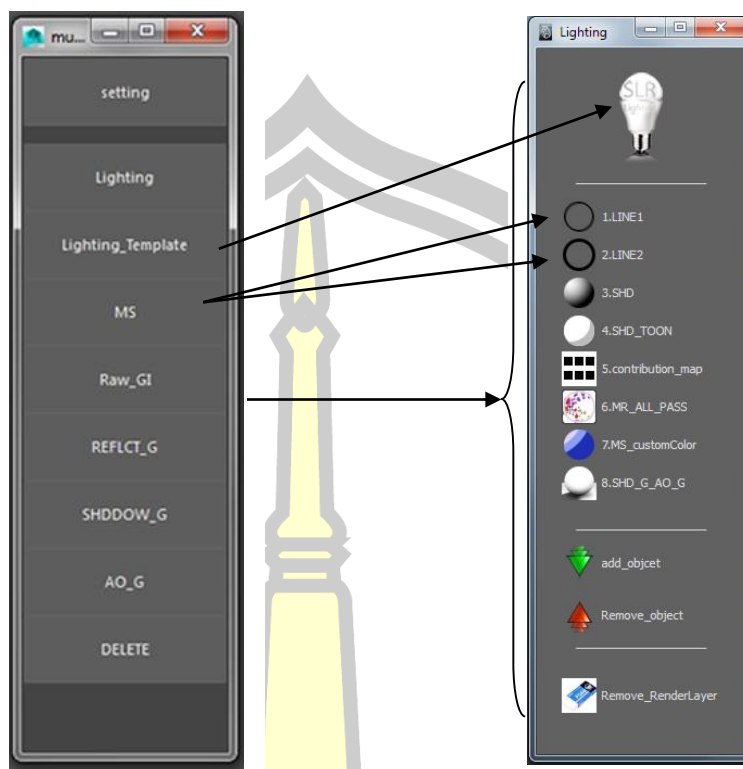 mu...
setting
Lighting
Lighting_Template
MS
Raw_GI
REFLCT_G
SHDDOW_G
AO_G
DELETE
Lighting
SLR
1.LINE1
2.LINE2
3.SHD
4.SHD_TOON
5.contribution_map
6.MR_ALL_PASS
7.MS_customColor
8.SHD_G_AO_G
add_objcet
Remove_object
Remove_RenderLayer